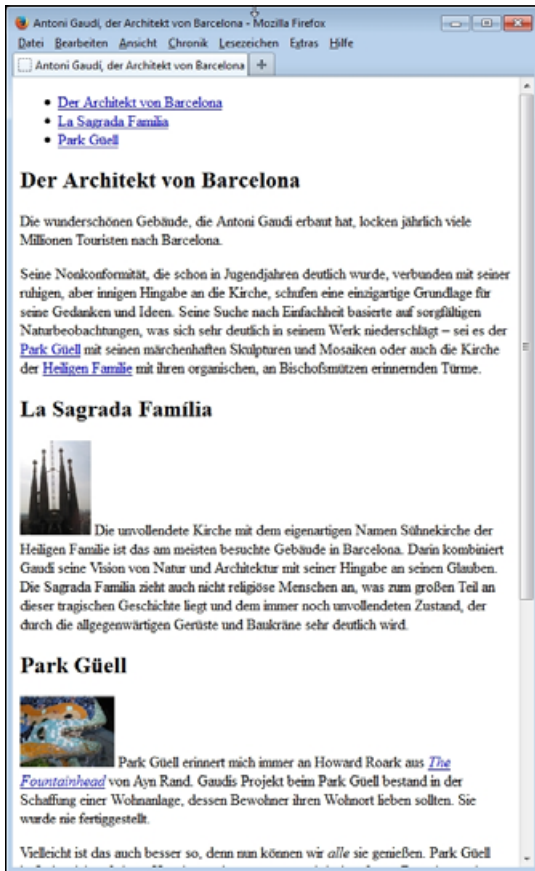 Antoni Gaudí, der Architekt von Barcelona - Mozilla Firefox
Datei Bearbeiten Ansicht Chronik Lesezeichen Extras Hilfe
Antoni Gaudí, der Architekt von Barcelona +
• Der Architekt von Barcelona
• La Sagrada Família
• Park Güell
Der Architekt von Barcelona
Die wunderschönen Gebäude, die Antoni Gaudi erbaut hat, locken jährlich viele
Millionen Touristen nach Barcelona.
Seine Nonkonformität, die schon in Jugendjahren deutlich wurde, verbunden mit seiner
ruhigen, aber innigen Hingabe an die Kirche, schufen eine einzigartige Grundlage für
seine Gedanken und Ideen. Seine Suche nach Einfachheit basierte auf sorgfältigen
Naturbeobachtungen, was sich sehr deutlich in seinem Werk niederschlägt – sei es der
Park Güell mit seinen märchenhaften Skulpturen und Mosaiken oder auch die Kirche
der Heiligen Familie mit ihren organischen, an Bischofsmützen erinnernden Türme.
La Sagrada Família
Die unvollendete Kirche mit dem eigenartigen Namen Sühnekirche der
Heiligen Familie ist das am meisten besuchte Gebäude in Barcelona. Darin kombiniert
Gaudi seine Vision von Natur und Architektur mit seiner Hingabe an seinen Glauben.
Die Sagrada Familia zieht auch nicht religiöse Menschen an, was zum großen Teil an
dieser tragischen Geschichte liegt und dem immer noch unvollendeten Zustand, der
durch die allgegenwärtigen Gerüste und Baukräne sehr deutlich wird.
Park Güell
Park Güell erinnert mich immer an Howard Roark aus The
Fountainhead von Ayn Rand. Gaudis Projekt beim Park Güell bestand in der
Schaffung einer Wohnanlage, dessen Bewohner ihren Wohnort lieben sollten. Sie
wurde nie fertiggestellt.
Vielleicht ist das auch besser so, denn nun können wir alle sie genießen. Park Güell